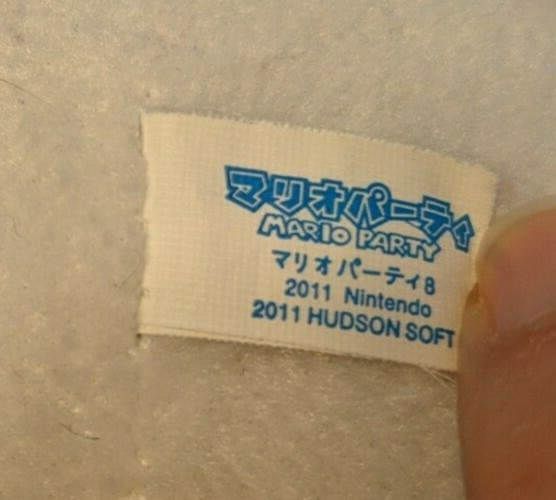 マリオパーティ
MARIO PARTY
マリオパーティ8
2011 Nintendo
2011 HUDSON SOFT